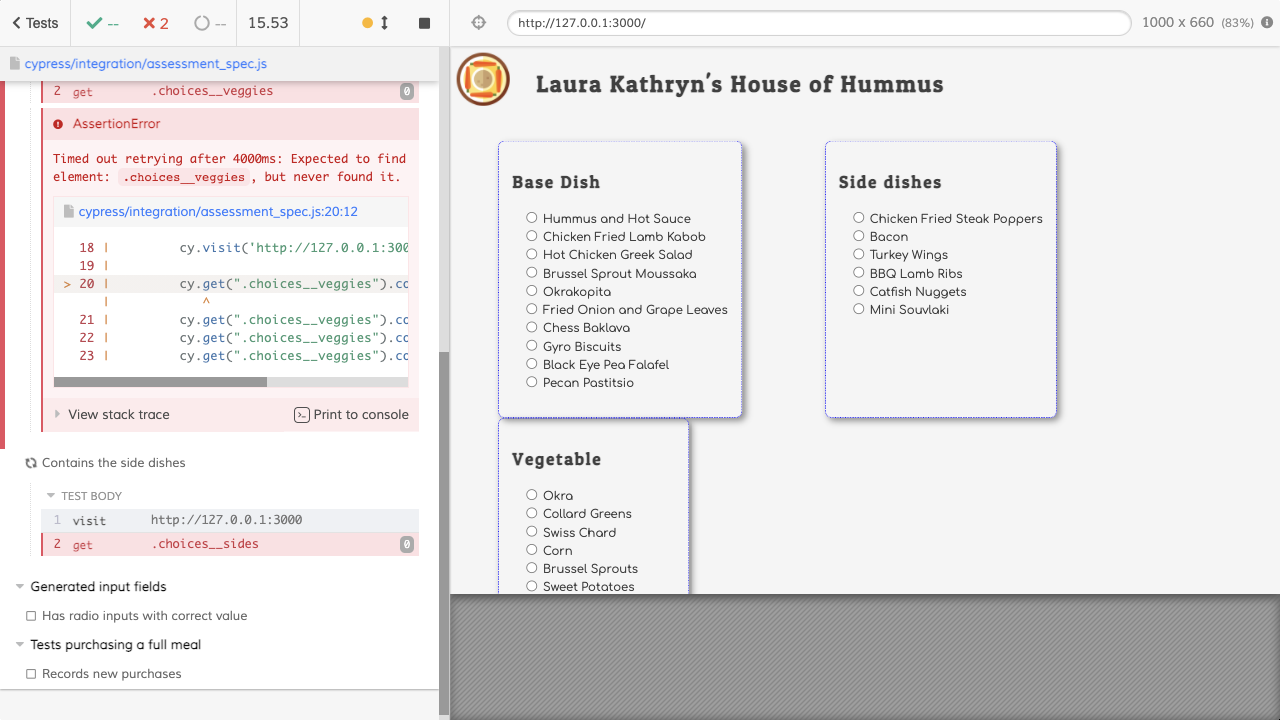 Tests
--
2
--
15.53
http://127.0.0.1:3000/
1000 x 660 (83%)
cypress/integration/assessment_spec.js
2 get .choices__veggies 0
AssertionError
Timed out retrying after 4000ms: Expected to find
element: .choices__veggies, but never found it.
cypress/integration/assessment_spec.js:20:12
18 | cy.visit('http://127.0.0.1:300
19 |
> 20 | cy.get(".choices__veggies").co
| ^
21 | cy.get(".choices__veggies").co
22 | cy.get(".choices__veggies").co
23 | cy.get(".choices__veggies").co
View stack trace
Print to console
Contains the side dishes
TEST BODY
1 visit http://127.0.0.1:3000
2 get .choices__sides 0
Generated input fields
Has radio inputs with correct value
Tests purchasing a full meal
Records new purchases
Laura Kathryn's House of Hummus
Base Dish
Hummus and Hot Sauce
Chicken Fried Lamb Kabob
Hot Chicken Greek Salad
Brussel Sprout Moussaka
Okrakopita
Fried Onion and Grape Leaves
Chess Baklava
Gyro Biscuits
Black Eye Pea Falafel
Pecan Pastitsio
Side dishes
Chicken Fried Steak Poppers
Bacon
Turkey Wings
BBQ Lamb Ribs
Catfish Nuggets
Mini Souvlaki
Vegetable
Okra
Collard Greens
Swiss Chard
Corn
Brussel Sprouts
Sweet Potatoes